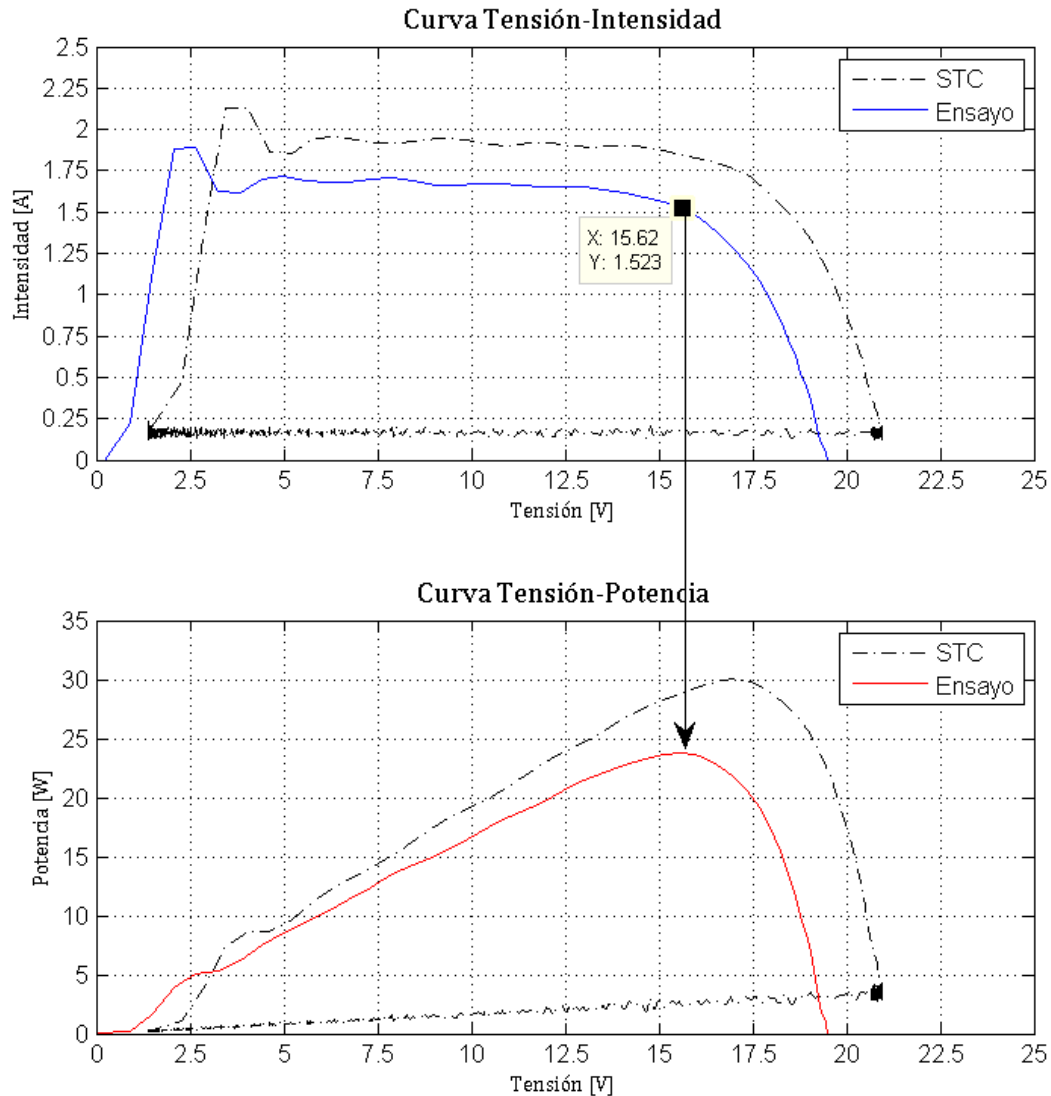 Curva Tensión-Intensidad
2.5
2.25
2
1.75
1.5
1.25
1
0.75
0.5
0.25
0
Intensidad [A]
STC
Ensayo
X: 15.62
Y: 1.523
0 2.5 5 7.5 10 12.5 15 17.5 20 22.5 25
Tensión [V]
Curva Tensión-Potencia
35
30
25
20
15
10
5
0
Potencia [W]
STC
Ensayo
0 2.5 5 7.5 10 12.5 15 17.5 20 22.5 25
Tensión [V]